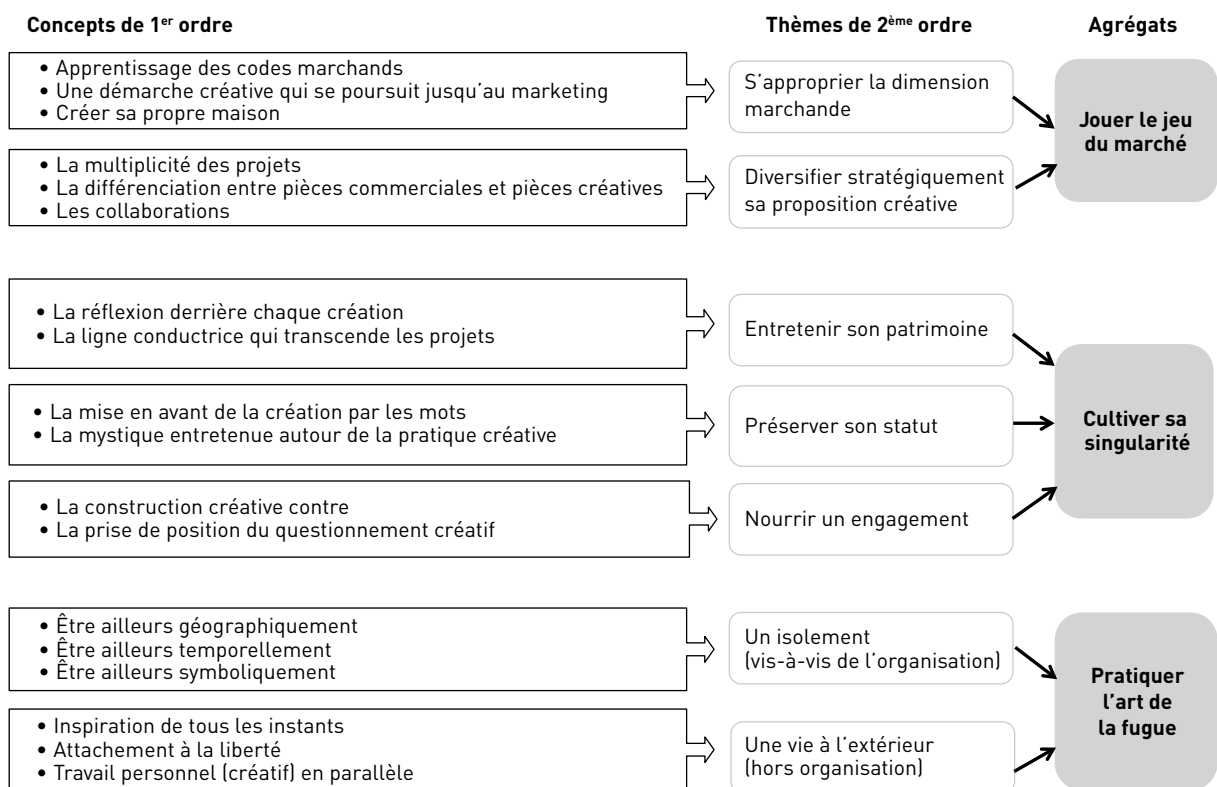 Concepts de 1er ordre
Thèmes de 2ème ordre
Agrégats
• Apprentissage des codes marchands
• Une démarche créative qui se poursuit jusqu'au marketing
• Créer sa propre maison
S'approprier la dimension
marchande
• La multiplicité des projets
• La différenciation entre pièces commerciales et pièces créatives
• Les collaborations
Diversifier stratégiquement
sa proposition créative
Jouer le jeu
du marché
• La réflexion derrière chaque création
• La ligne conductrice qui transcende les projets
Entretenir son patrimoine
• La mise en avant de la création par les mots
• La mystique entretenue autour de la pratique créative
Préserver son statut
• La construction créative contre
• La prise de position du questionnement créatif
Nourrir un engagement
Cultiver sa
singularité
• Être ailleurs géographiquement
• Être ailleurs temporellement
• Être ailleurs symboliquement
Un isolement
(vis-à-vis de l'organisation)
• Inspiration de tous les instants
• Attachement à la liberté
• Travail personnel (créatif) en parallèle
Une vie à l'extérieur
(hors organisation)
Pratiquer
l'art de
la fugue